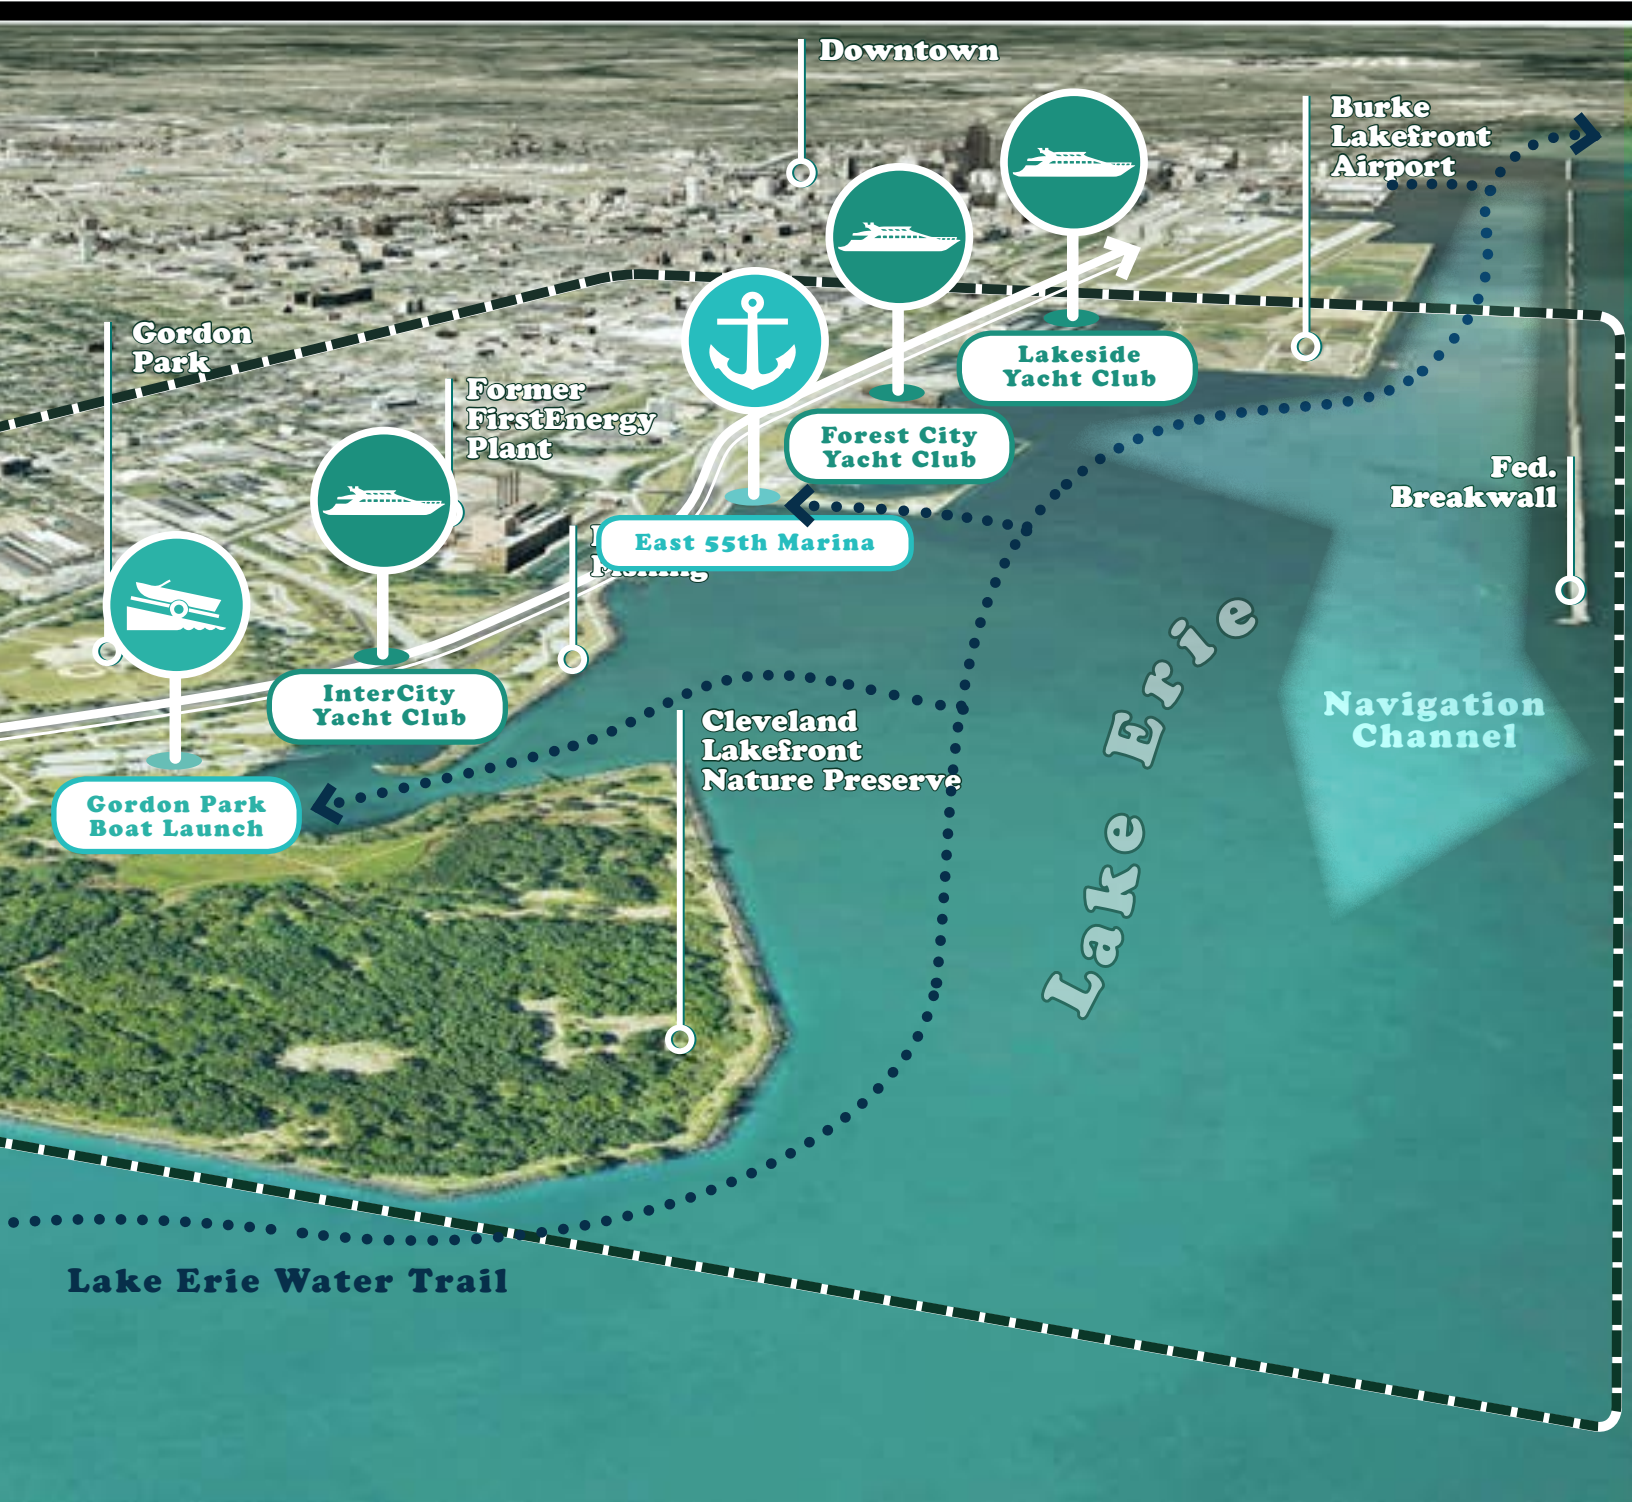 Downtown
Burke
Lakefront
Airport
Gordon
Park
Lakeside
Yacht Club
Former
FirstEnergy
Plant
Forest City
Yacht Club
Fed.
Breakwall
East 55th Marina
Lake Erie
InterCity
Yacht Club
Navigation
Channel
Cleveland
Lakefront
Nature Preserve
Gordon Park
Boat Launch
Lake Erie Water Trail